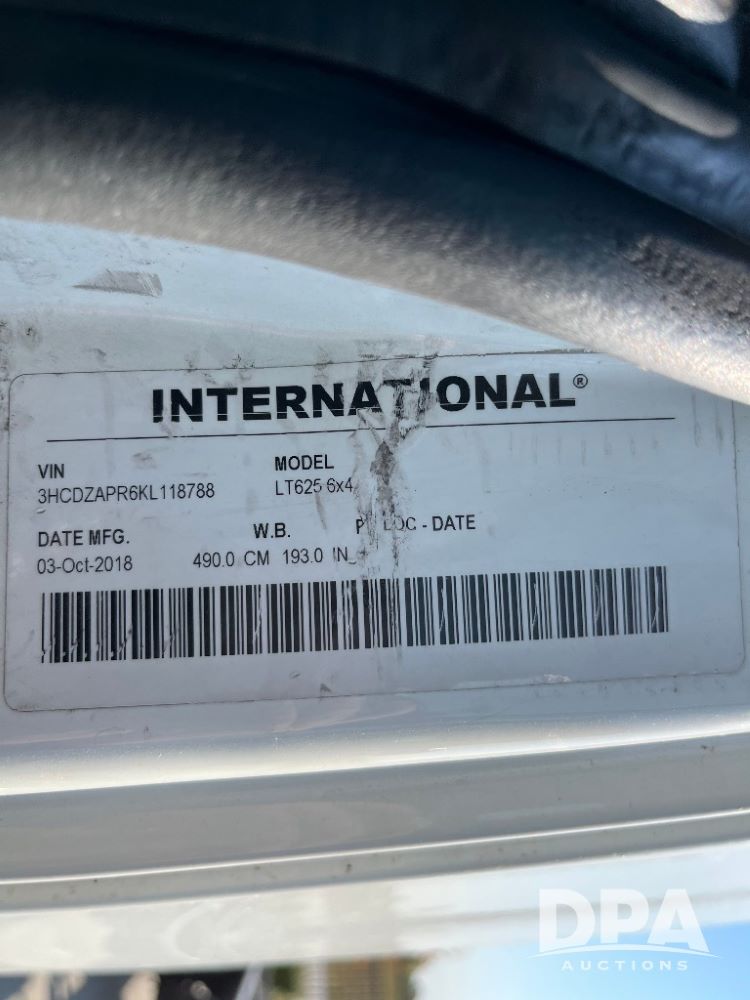 INTERNATIONAL®
VIN MODEL
3HCDZAPR6KL118788 LT625 6x4
DATE MFG. W.B. LOC - DATE
03-Oct-2018 490.0 CM 193.0 IN
DPA
AUCTIONS